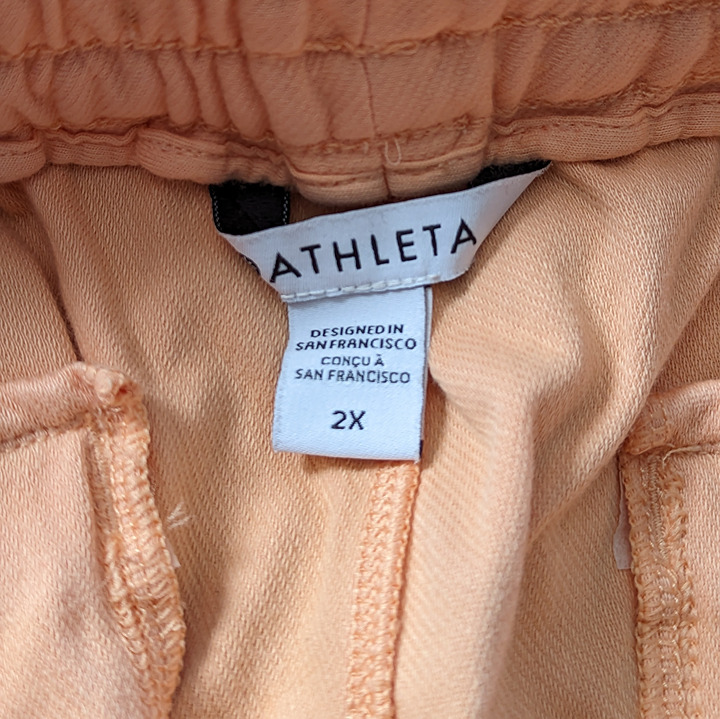 ATHLETA
DESIGNED IN
SAN FRANCISCO
CONÇU À
SAN FRANCISCO
2X